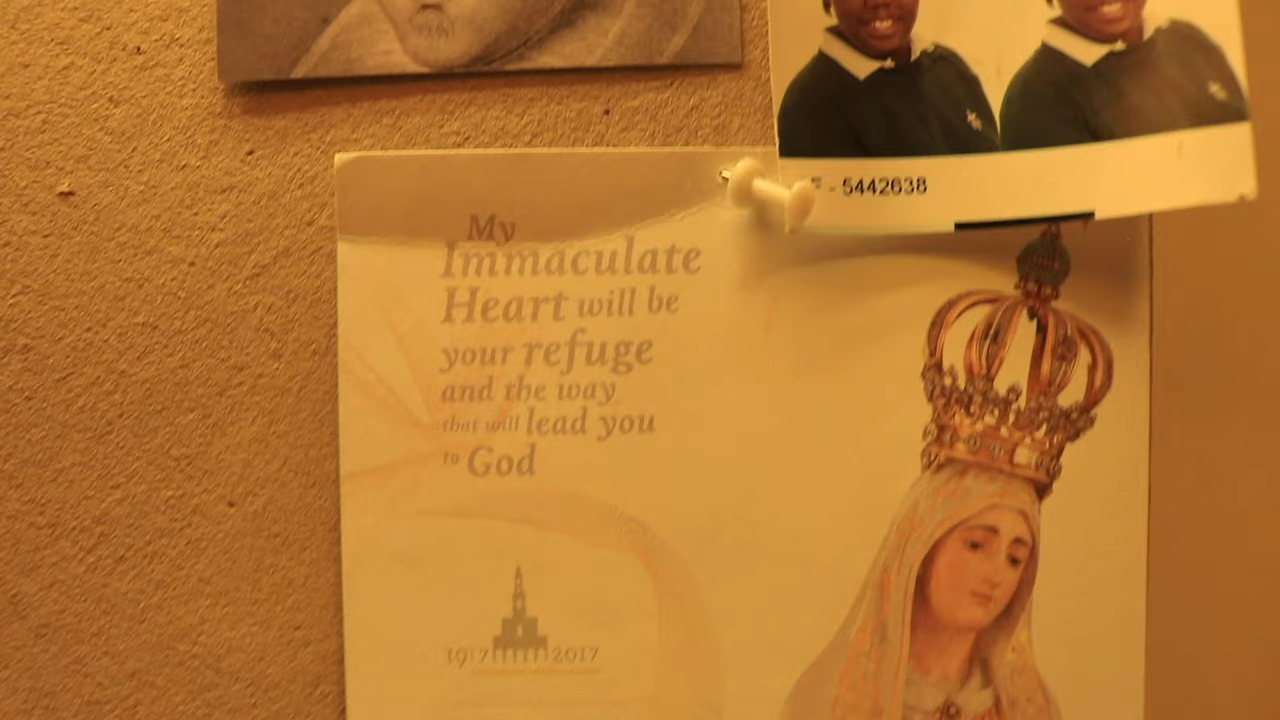 - 5442638
My
Immaculate
Heart will be
your refuge
and the way
that will lead you
to God
1917 2017